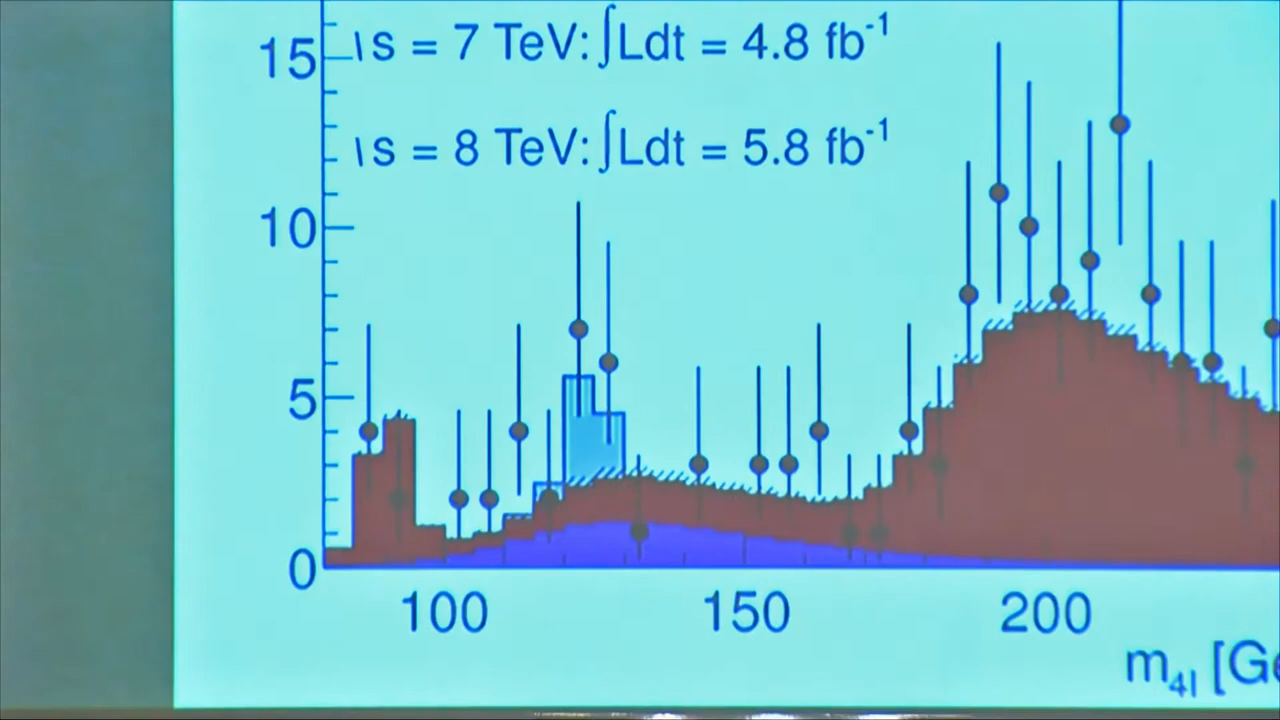 15
√s = 7 TeV: ∫Ldt = 4.8 fb⁻¹
√s = 8 TeV: ∫Ldt = 5.8 fb⁻¹
10
5
0
100 150 200
m₄ₗ [Ge